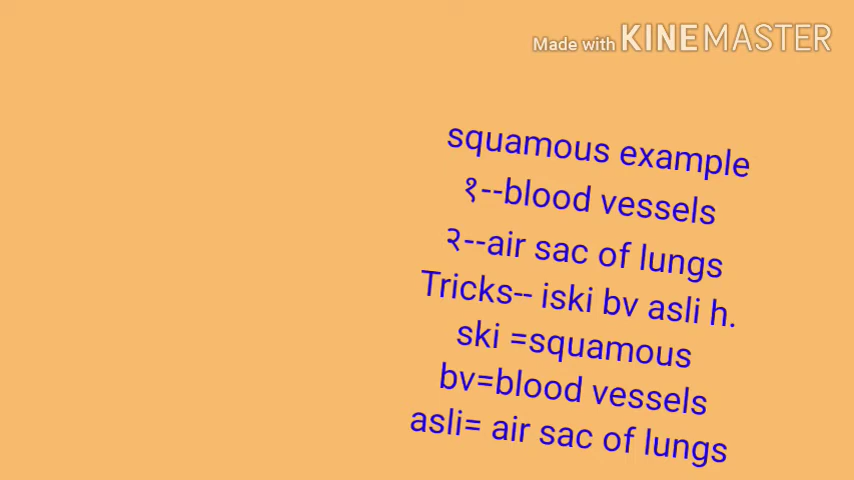 Made with KINEMASTER
squamous example
१--blood vessels
२--air sac of lungs
Tricks-- iski bv asli h.
ski =squamous
bv=blood vessels
asli= air sac of lungs